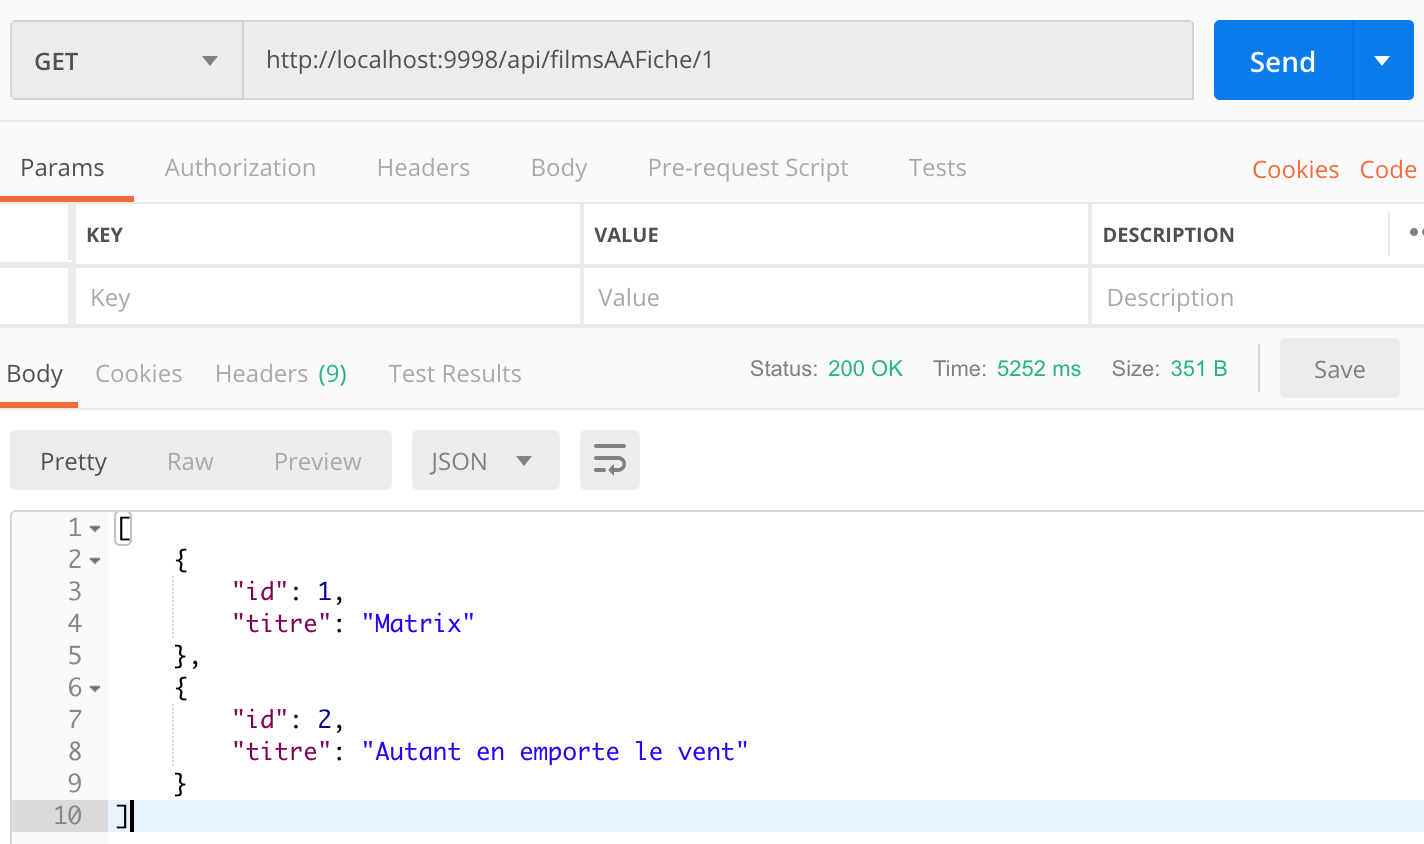 GET http://localhost:9998/api/filmsAAFiche/1 Send
Params Authorization Headers Body Pre-request Script Tests Cookies Code
KEY VALUE DESCRIPTION
Key Value Description
Body Cookies Headers (9) Test Results Status: 200 OK Time: 5252 ms Size: 351 B Save
Pretty Raw Preview JSON
1 [
2 {
3 "id": 1,
4 "titre": "Matrix"
5 },
6 {
7 "id": 2,
8 "titre": "Autant en emporte le vent"
9 }
10 ]